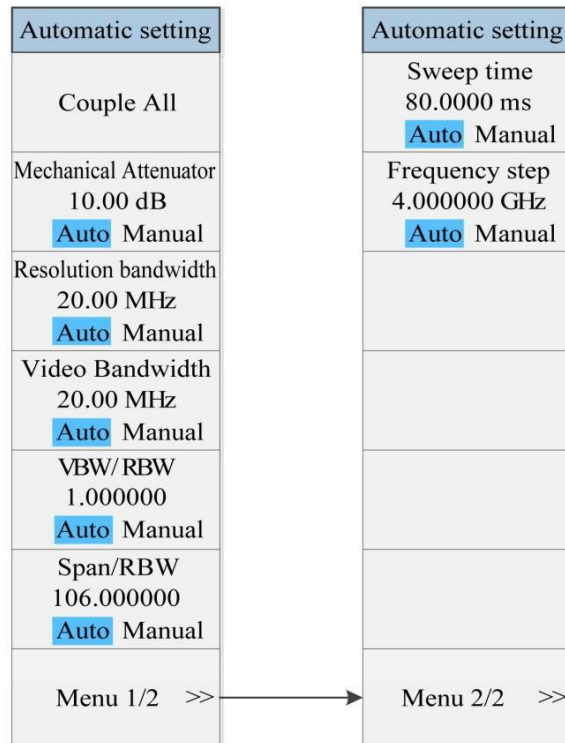 Automatic setting
Couple All
Mechanical Attenuator
10.00 dB
Auto Manual
Resolution bandwidth
20.00 MHz
Auto Manual
Video Bandwidth
20.00 MHz
Auto Manual
VBW/RBW
1.000000
Auto Manual
Span/RBW
106.000000
Auto Manual
Menu 1/2 >>
Automatic setting
Sweep time
80.0000 ms
Auto Manual
Frequency step
4.000000 GHz
Auto Manual
Menu 2/2 >>